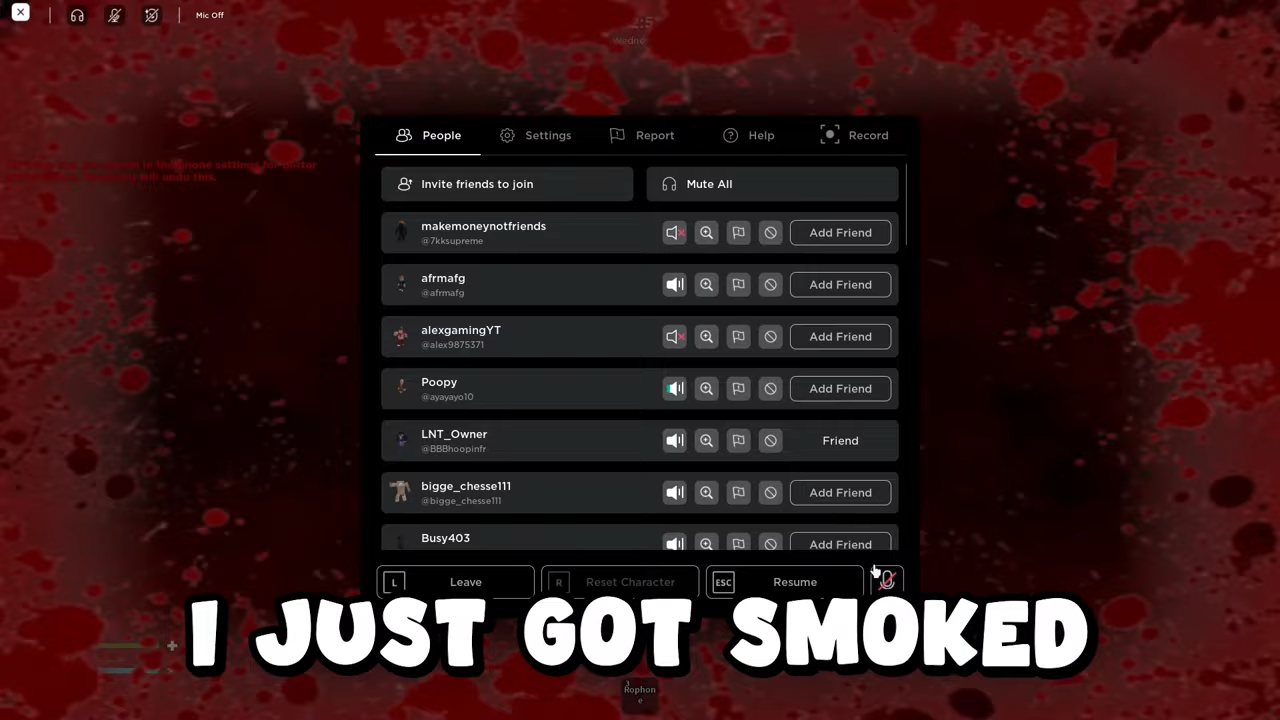 Mic Off
People
Settings
Report
Help
Record
Invite friends to join
Mute All
makemoneynotfriends
@7kksupreme
Add Friend
afrmafg
@afrmafg
Add Friend
alexgamingYT
@alex9875371
Add Friend
Poopy
@ayayayo10
Add Friend
LNT_Owner
@BBBhoopinfr
Friend
bigge_chesse111
@bigge_chesse111
Add Friend
Busy403
Add Friend
L
Leave
R
Reset Character
ESC
Resume
I JUST GOT SMOKED
3
Rophon
e